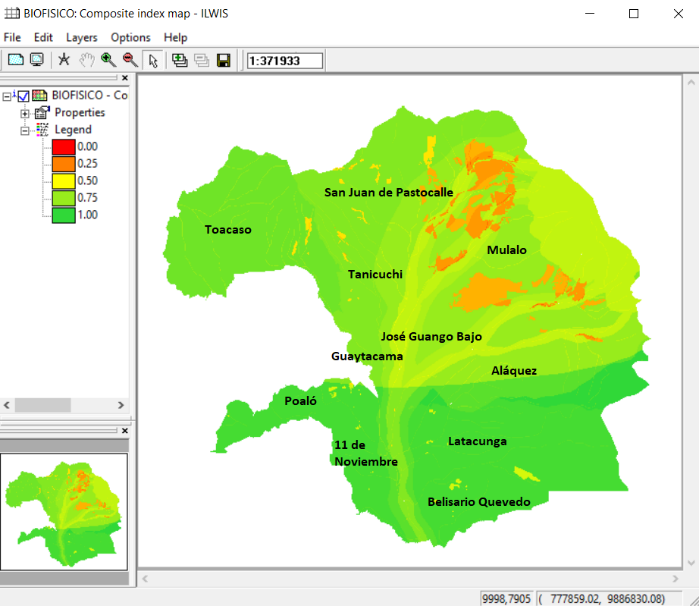 BIOFISICO: Composite index map - ILWIS
File Edit Layers Options Help
1:371933
BIOFISICO - Co
Properties
Legend
0.00
0.25
0.50
0.75
1.00
San Juan de Pastocalle
Toacaso
Mulalo
Tanicuchi
José Guango Bajo
Guaytacama
Aláquez
Poaló
11 de
Noviembre
Latacunga
Belisario Quevedo
9998,7905 ( 777859.02, 9886830.08)